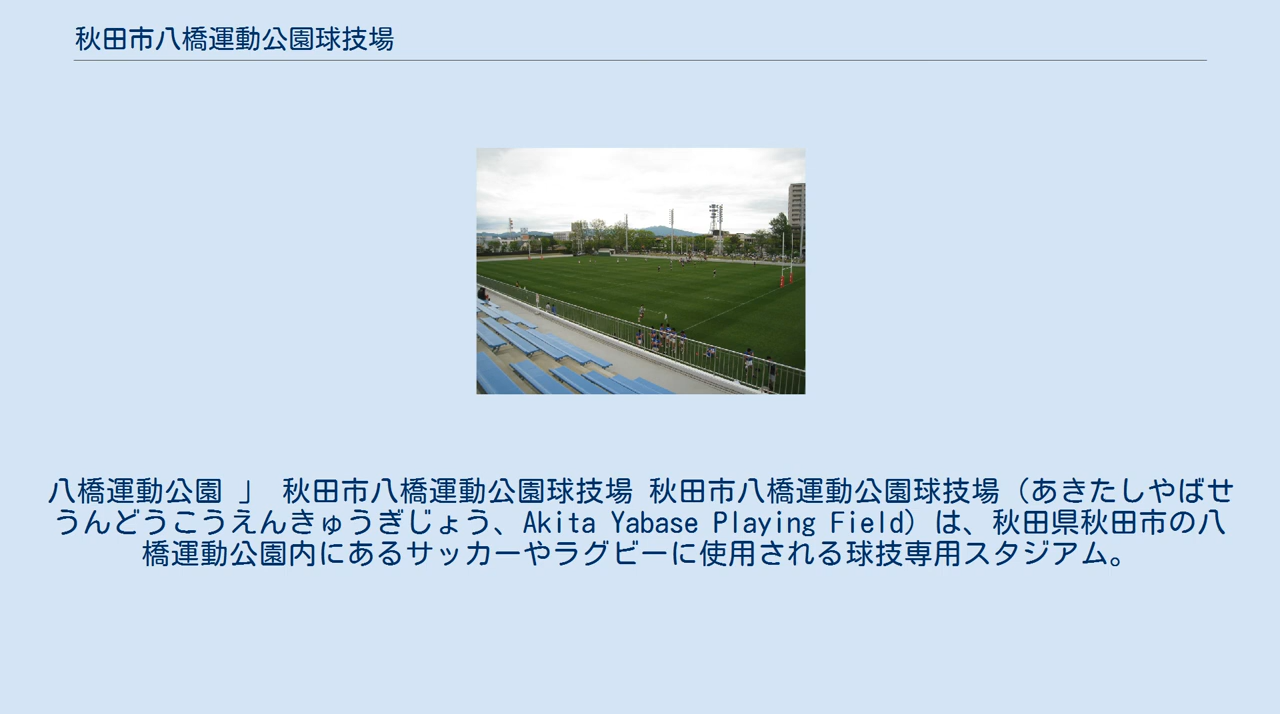 秋田市八橋運動公園球技場
八橋運動公園 」 秋田市八橋運動公園球技場 秋田市八橋運動公園球技場（あきたしやばせ
うんどうこうえんきゅうぎじょう、Akita Yabase Playing Field）は、秋田県秋田市の八
橋運動公園内にあるサッカーやラグビーに使用される球技専用スタジアム。